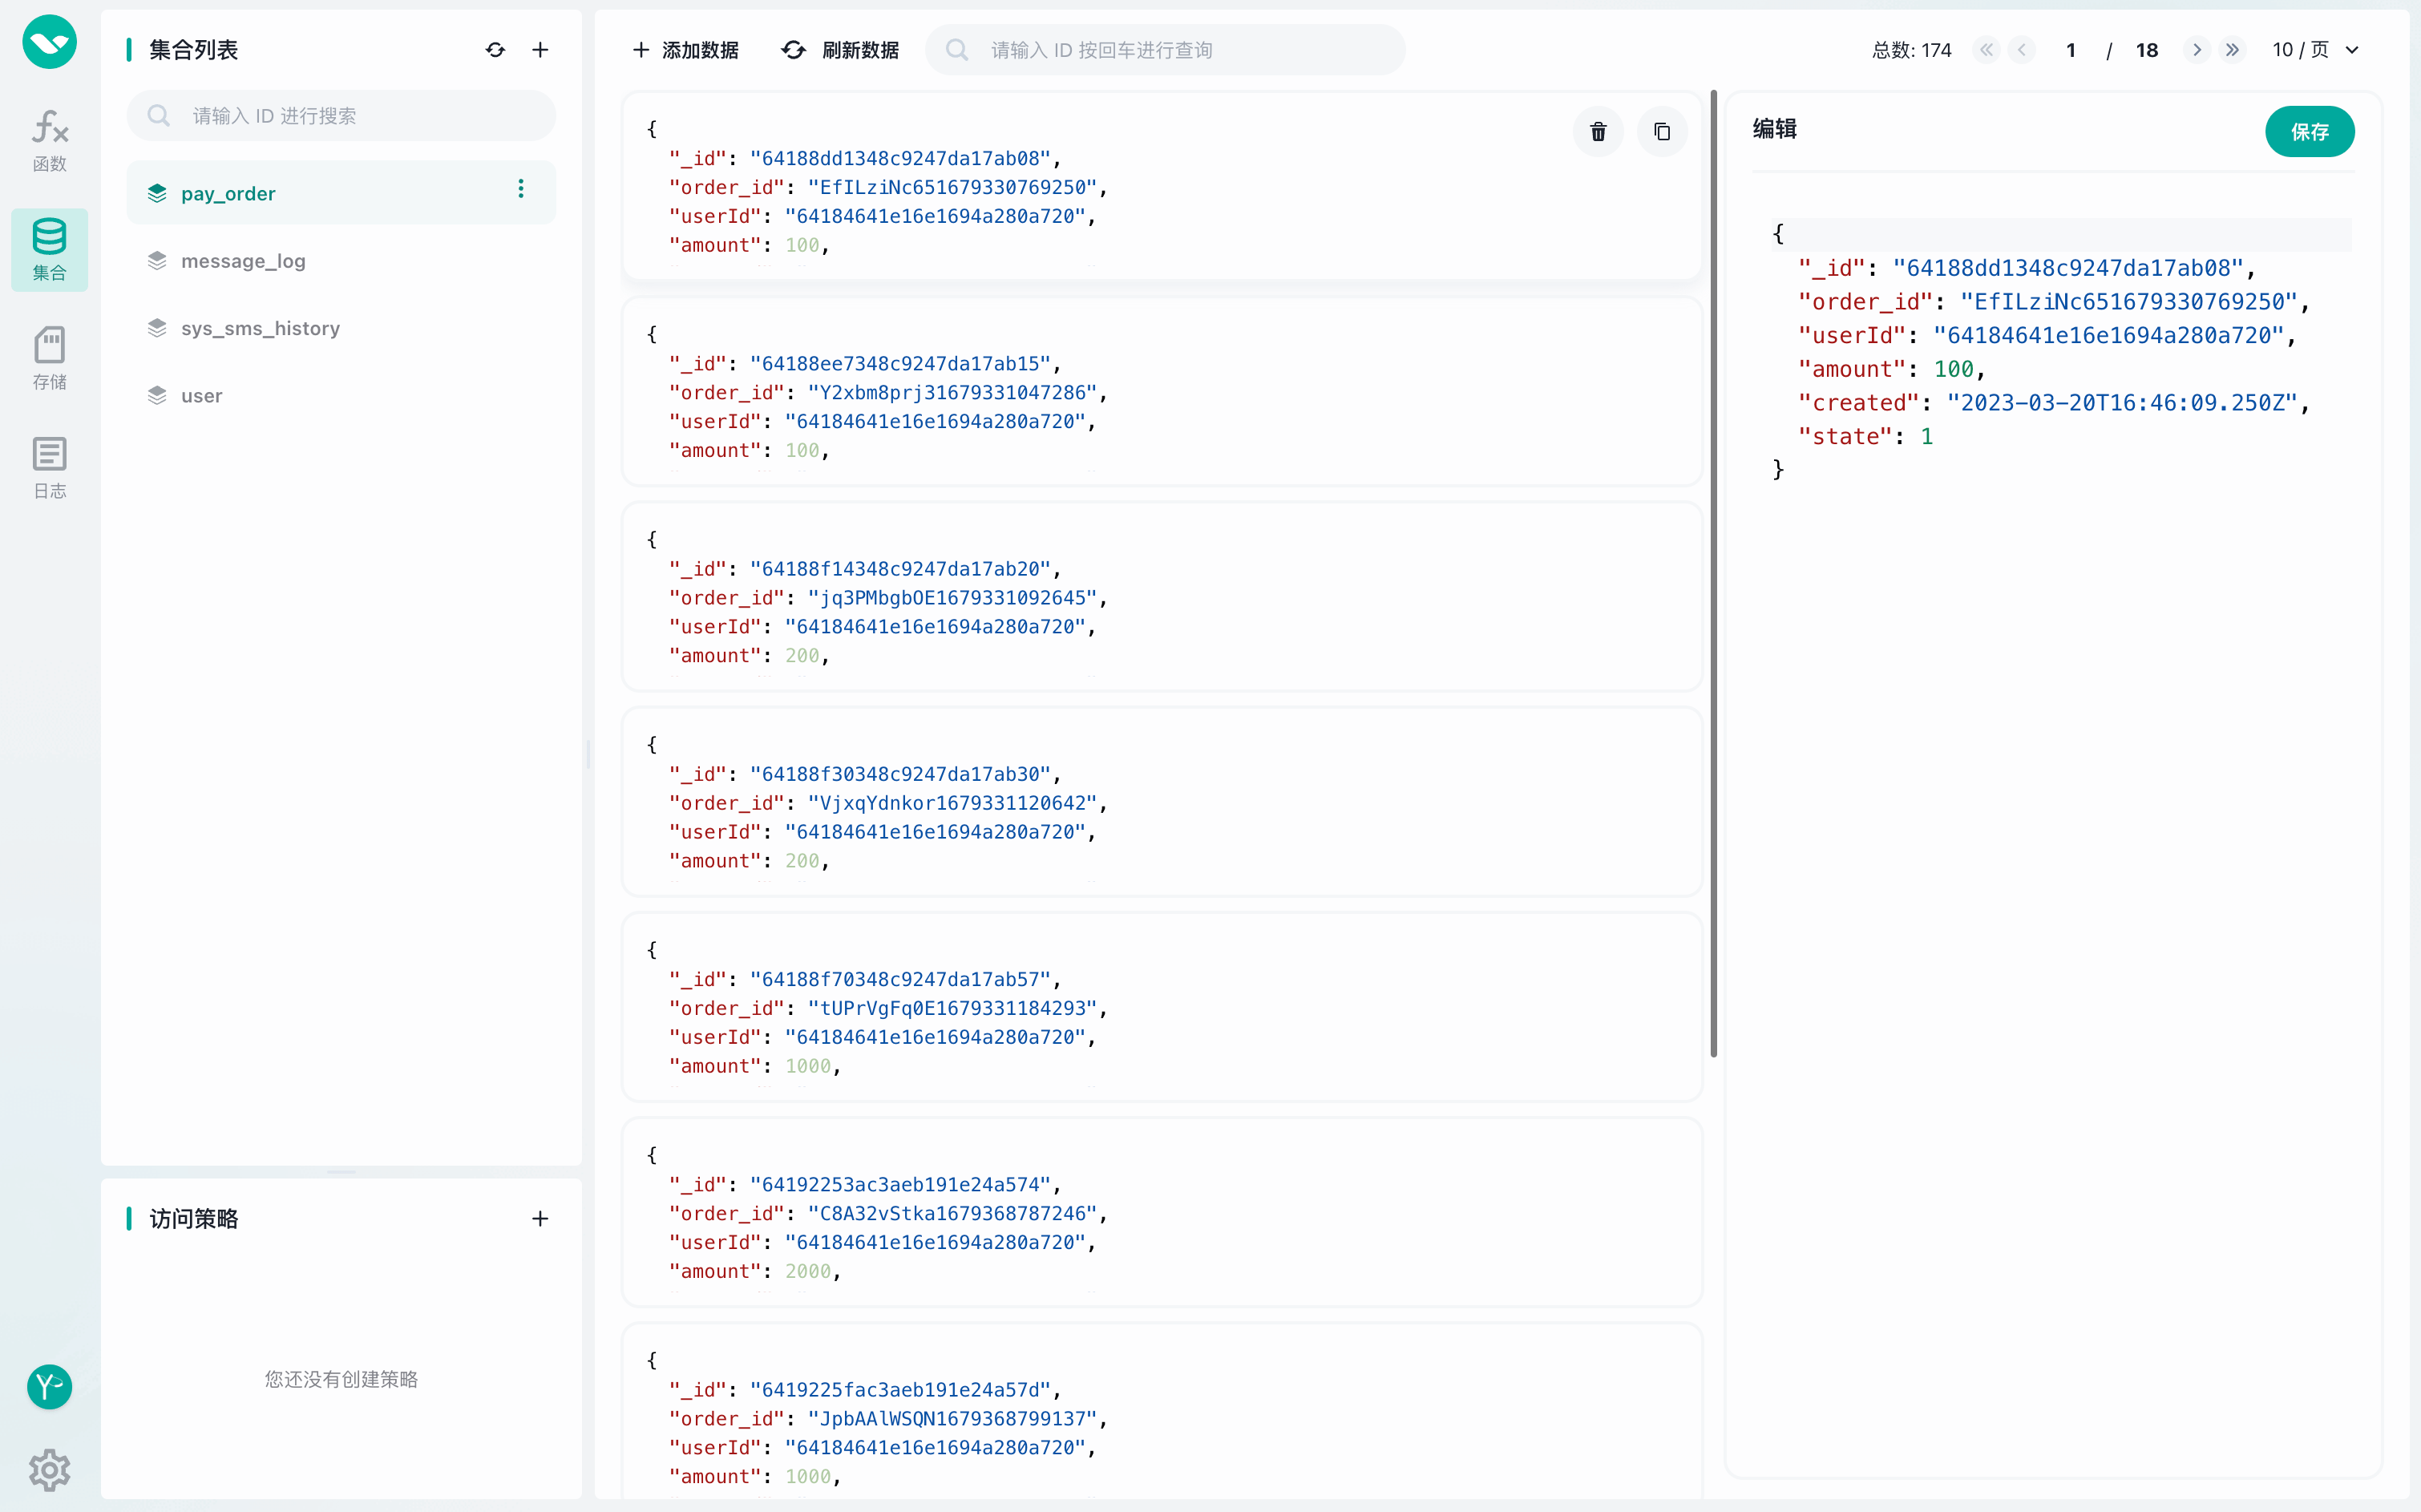 函数
集合
存储
日志
集合列表
请输入 ID 进行搜索
pay_order
message_log
sys_sms_history
user
访问策略
您还没有创建策略
添加数据
刷新数据
请输入 ID 按回车进行查询
总数: 174
1 / 18
10 / 页
{
"_id": "64188dd1348c9247da17ab08",
"order_id": "EfILziNc651679330769250",
"userId": "64184641e16e1694a280a720",
"amount": 100,
{
"_id": "64188ee7348c9247da17ab15",
"order_id": "Y2xbm8prj31679331047286",
"userId": "64184641e16e1694a280a720",
"amount": 100,
{
"_id": "64188f14348c9247da17ab20",
"order_id": "jq3PMbgbOE1679331092645",
"userId": "64184641e16e1694a280a720",
"amount": 200,
{
"_id": "64188f30348c9247da17ab30",
"order_id": "VjxqYdnkor1679331120642",
"userId": "64184641e16e1694a280a720",
"amount": 200,
{
"_id": "64188f70348c9247da17ab57",
"order_id": "tUPrVgFq0E1679331184293",
"userId": "64184641e16e1694a280a720",
"amount": 1000,
{
"_id": "64192253ac3aeb191e24a574",
"order_id": "C8A32vStka1679368787246",
"userId": "64184641e16e1694a280a720",
"amount": 2000,
{
"_id": "6419225fac3aeb191e24a57d",
"order_id": "JpbAAlWSQN1679368799137",
"userId": "64184641e16e1694a280a720",
"amount": 1000,
编辑
保存
{
"_id": "64188dd1348c9247da17ab08",
"order_id": "EfILziNc651679330769250",
"userId": "64184641e16e1694a280a720",
"amount": 100,
"created": "2023-03-20T16:46:09.250Z",
"state": 1
}